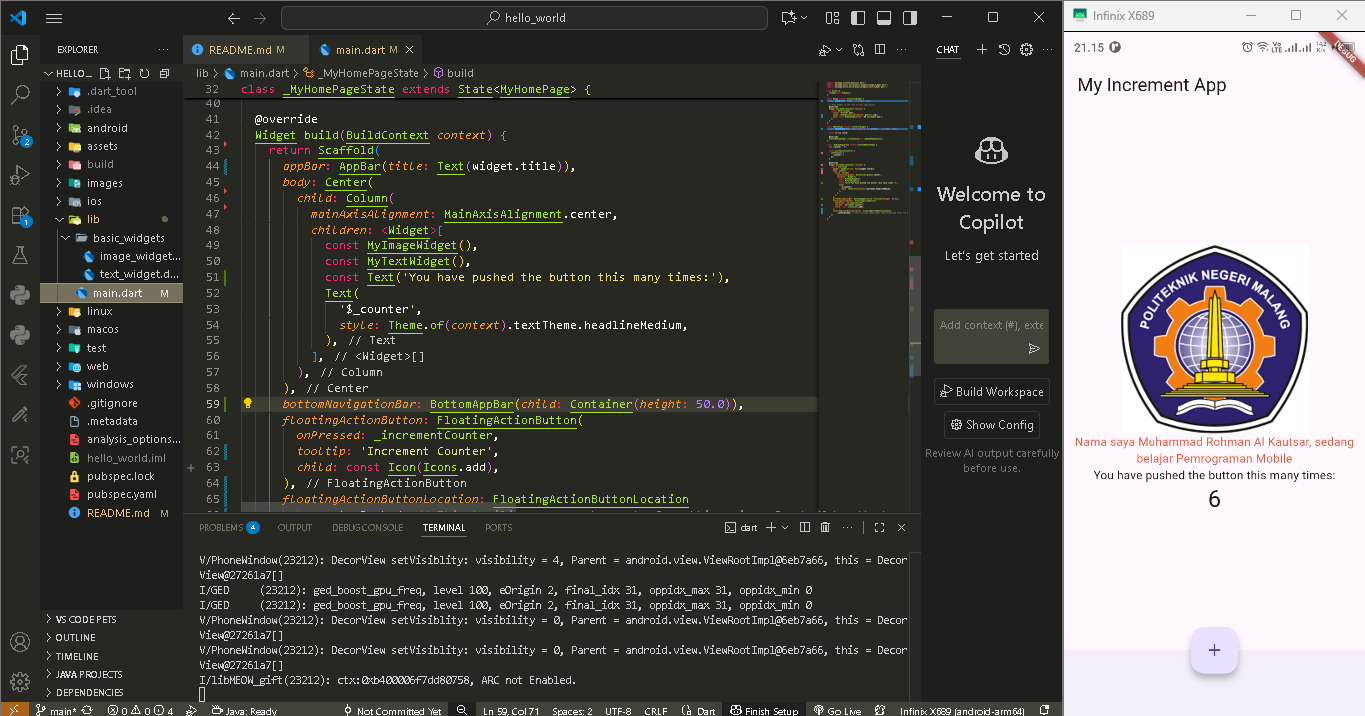 hello_world
Infinix X689
EXPLORER
README.md M
main.dart M
CHAT
HELLO_...
.dart_tool
.idea
android
assets
build
images
ios
lib
basic_widgets
image_widget...
text_widget.d...
main.dart M
linux
macos
test
web
windows
.gitignore
.metadata
analysis_options...
hello_world.iml
pubspec.lock
pubspec.yaml
README.md M
VS CODE PETS
OUTLINE
TIMELINE
JAVA PROJECTS
DEPENDENCIES
2
1
lib > main.dart > _MyHomePageState > build
32 class _MyHomePageState extends State<MyHomePage> {
40
41 @override
42 Widget build(BuildContext context) {
43 return Scaffold(
44 appBar: AppBar(title: Text(widget.title)),
45 body: Center(
46 child: Column(
47 mainAxisAlignment: MainAxisAlignment.center,
48 children: <Widget>[
49 const MyImageWidget(),
50 const MyTextWidget(),
51 const Text('You have pushed the button this many times:'),
52 Text(
53 '$_counter',
54 style: Theme.of(context).textTheme.headlineMedium,
55 ), // Text
56 ], // <Widget>[]
57 ), // Column
58 ), // Center
59 bottomNavigationBar: BottomAppBar(child: Container(height: 50.0)),
60 floatingActionButton: FloatingActionButton(
61 onPressed: _incrementCounter,
62 tooltip: 'Increment Counter',
63 child: const Icon(Icons.add),
64 ), // FloatingActionButton
65 floatingActionButtonLocation: FloatingActionButtonLocation
PROBLEMS 4 OUTPUT DEBUG CONSOLE TERMINAL PORTS
dart
V/PhoneWindow(23212): DecorView setVisiblity: visibility = 4, Parent = android.view.ViewRootImpl@6eb7a66, this = Decor
View@27261a7[]
I/GED (23212): ged_boost_gpu_freq, level 100, eOrigin 2, final_idx 31, oppidx_max 31, oppidx_min 0
I/GED (23212): ged_boost_gpu_freq, level 100, eOrigin 2, final_idx 31, oppidx_max 31, oppidx_min 0
V/PhoneWindow(23212): DecorView setVisiblity: visibility = 0, Parent = android.view.ViewRootImpl@6eb7a66, this = Decor
View@27261a7[]
V/PhoneWindow(23212): DecorView setVisiblity: visibility = 0, Parent = android.view.ViewRootImpl@6eb7a66, this = Decor
View@27261a7[]
I/libMEOW_gift(23212): ctx:0xb400006f7dd80758, ARC not Enabled.
Welcome to
Copilot
Let's get started
Add context (#), exte
Build Workspace
Show Config
Review AI output carefully
before use.
main* 0 0 4 Java: Ready Not Committed Yet Ln 59, Col 71 Spaces: 2 UTF-8 CRLF Dart Finish Setup Go Live Infinix X689 (android-arm64)
21.15
DEBUG
My Increment App
POLITEKNIK NEGERI MALANG
Nama saya Muhammad Rohman Al Kautsar, sedang
belajar Pemrograman Mobile
You have pushed the button this many times:
6